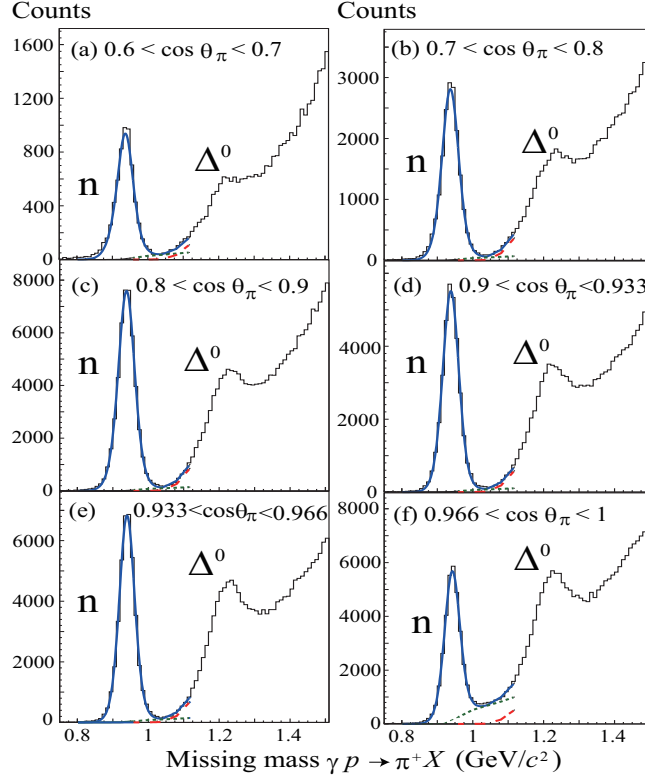 Counts Counts
(a) 0.6 < cos θπ < 0.7
1600
1200
800
400
0
n
Δ⁰
(b) 0.7 < cos θπ < 0.8
3000
2000
1000
0
n
Δ⁰
(c) 0.8 < cos θπ < 0.9
8000
6000
4000
2000
0
n
Δ⁰
(d) 0.9 < cos θπ<0.933
4000
2000
0
n
Δ⁰
(e) 0.933<cosθπ<0.966
6000
4000
2000
0
n
Δ⁰
0.8 1 1.2 1.4
(f) 0.966 < cos θπ < 1
8000
6000
4000
2000
0
n
Δ⁰
0.8 1 1.2 1.4
Missing mass γ p → π⁺ X (GeV/c²)